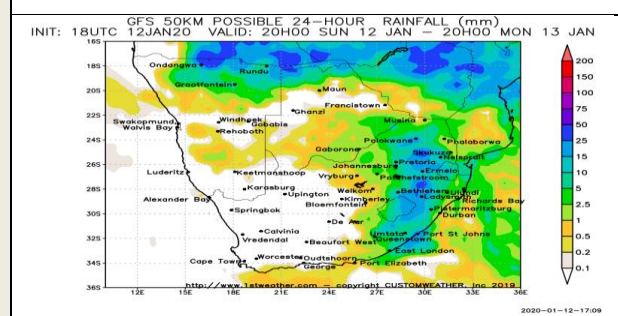 GFS 50KM POSSIBLE 24-HOUR RAINFALL (mm)
INIT: 18UTC 12JAN20 VALID: 20H00 SUN 12 JAN - 20H00 MON 13 JAN
16S
18S
20S
22S
24S
26S
28S
30S
32S
34S
36S
Ondangwa
Rundu
Grootfontein
Maun
Ghanzi
Francistown
Swakopmund
Walvis Bay
Windhoek
Gobabis
Rehoboth
Musina
Polokwane
Phalaborwa
Gaborone
Skukuza
Nelspruit
Pretoria
Johannesburg
Ermelo
Luderitz
Keetmanshoop
Vryburg
Potchefstroom
Karasburg
Upington
Welkom
Bethlehem
Ulundi
Ladysmith
Kimberley
Bloemfontein
Richards Bay
Alexander Bay
Springbok
Pietermaritzburg
Durban
De Aar
Calvinia
Vredendal
Umtata
Port St Johns
Queenstown
Beaufort West
East London
Cape Town
Worcester
Oudtshoorn
George
Port Elizabeth
http://www.1stweather.com - copyright CUSTOMWEATHER, Inc 2019
12E 15E 18E 21E 24E 27E 30E 33E 36E
200
150
100
75
50
25
15
10
5
2.5
1
0.5
0.2
0.1
2020-01-12-17:09